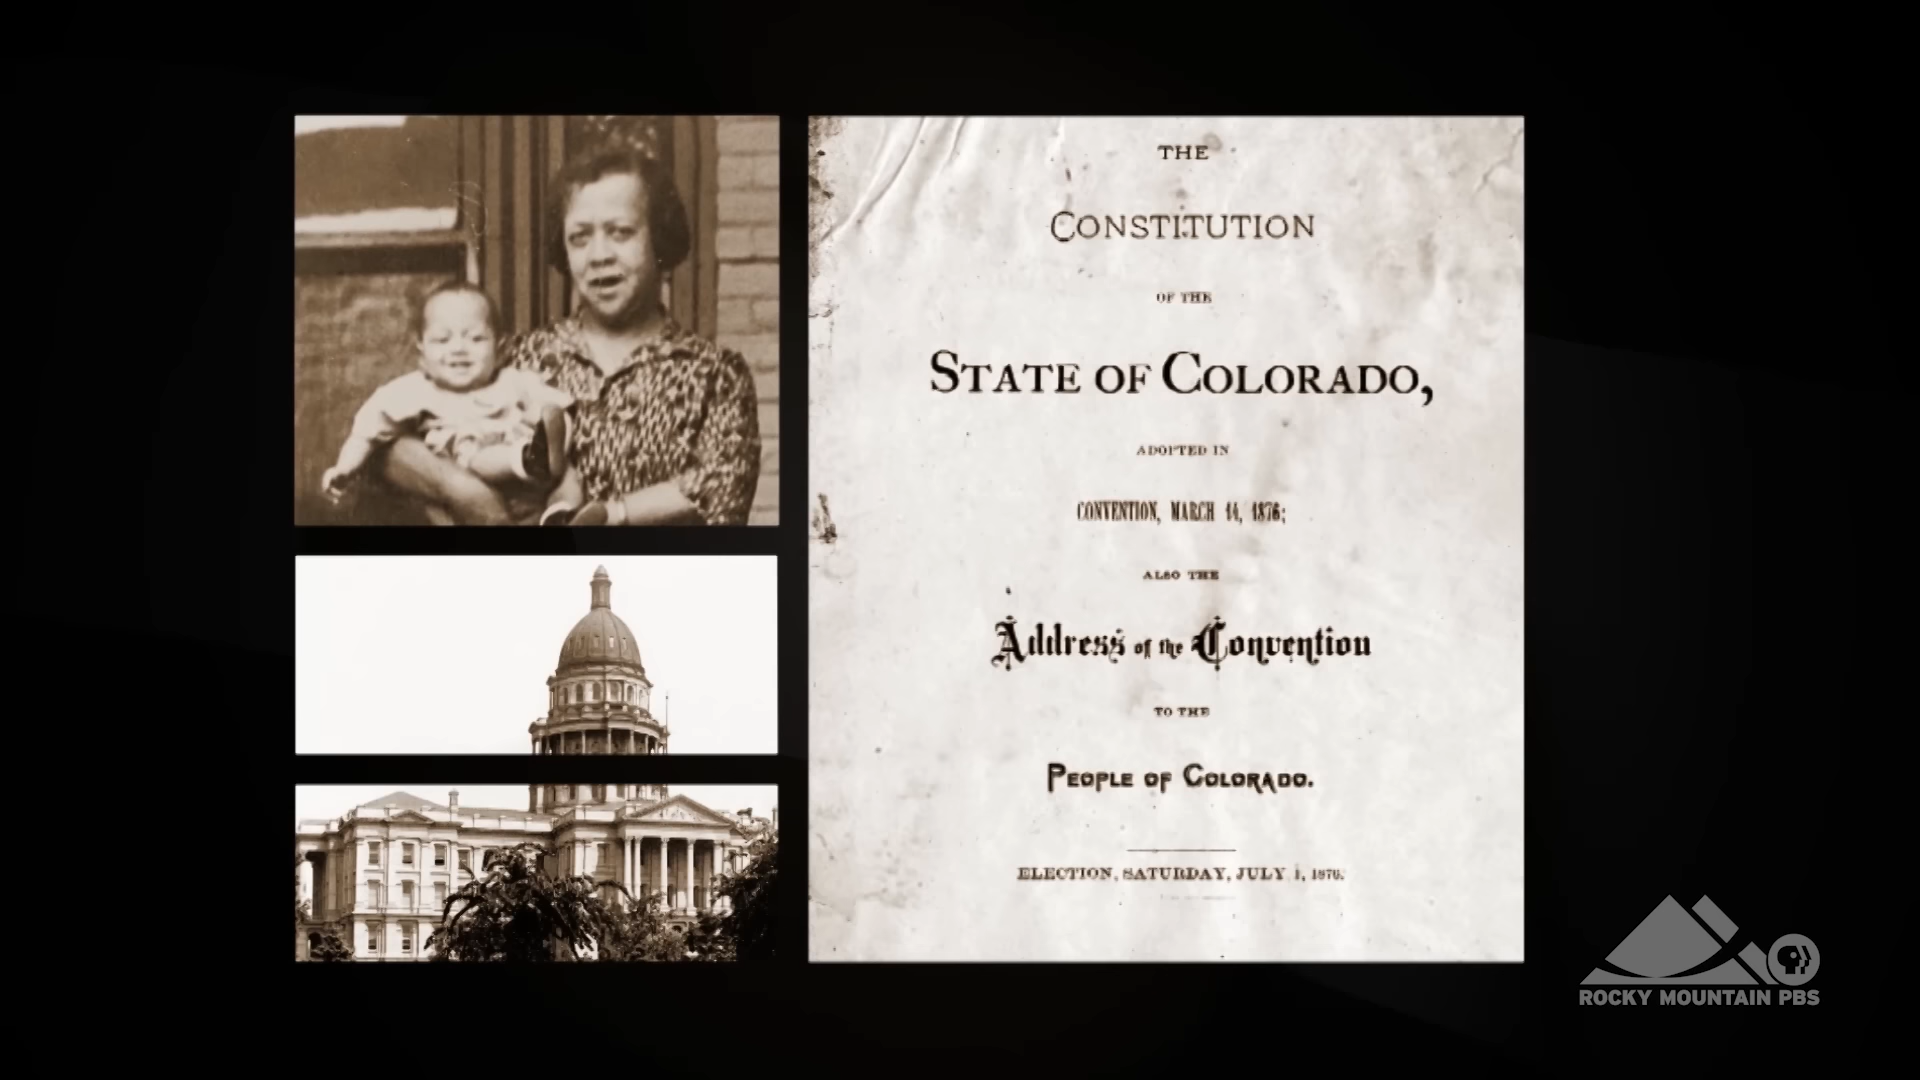 THE
CONSTITUTION
OF THE
STATE OF COLORADO,
ADOPTED IN
CONVENTION, MARCH 14, 1876;
ALSO THE
Address of the Convention
TO THE
PEOPLE OF COLORADO.
ELECTION, SATURDAY, JULY 1, 1876.
ROCKY MOUNTAIN PBS